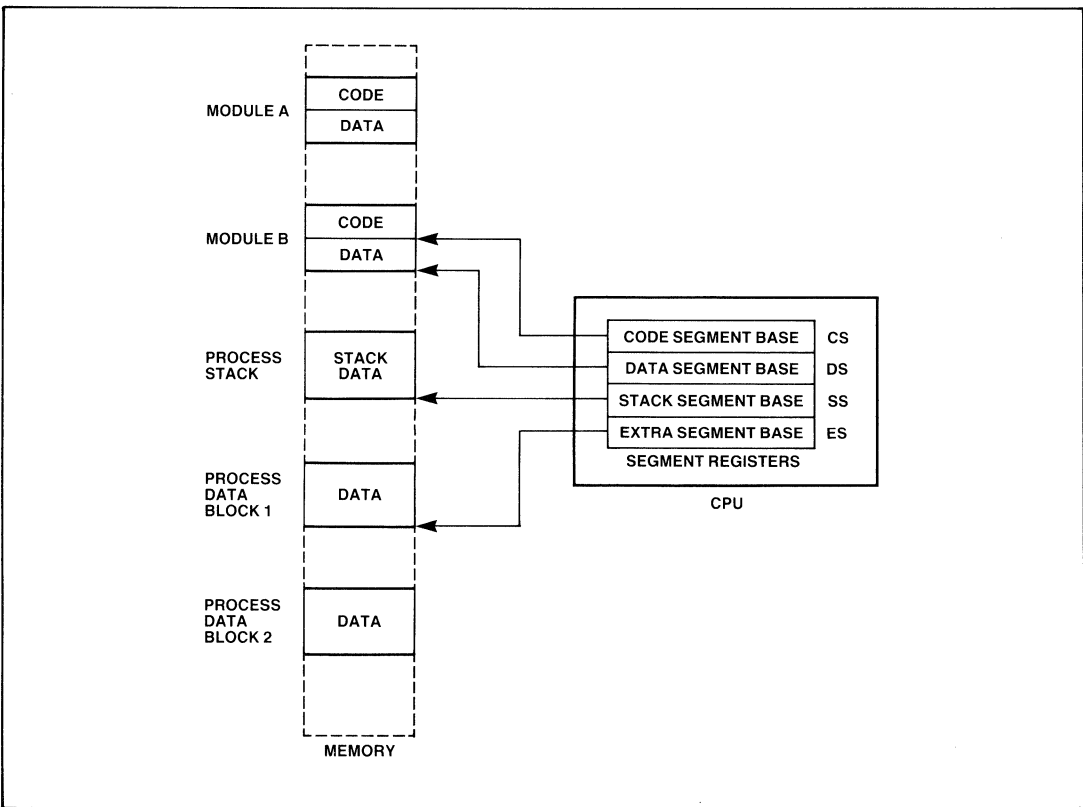 MODULE A
CODE
DATA
MODULE B
CODE
DATA
PROCESS
STACK
STACK
DATA
PROCESS
DATA
BLOCK 1
DATA
PROCESS
DATA
BLOCK 2
DATA
MEMORY
CODE SEGMENT BASE CS
DATA SEGMENT BASE DS
STACK SEGMENT BASE SS
EXTRA SEGMENT BASE ES
SEGMENT REGISTERS
CPU